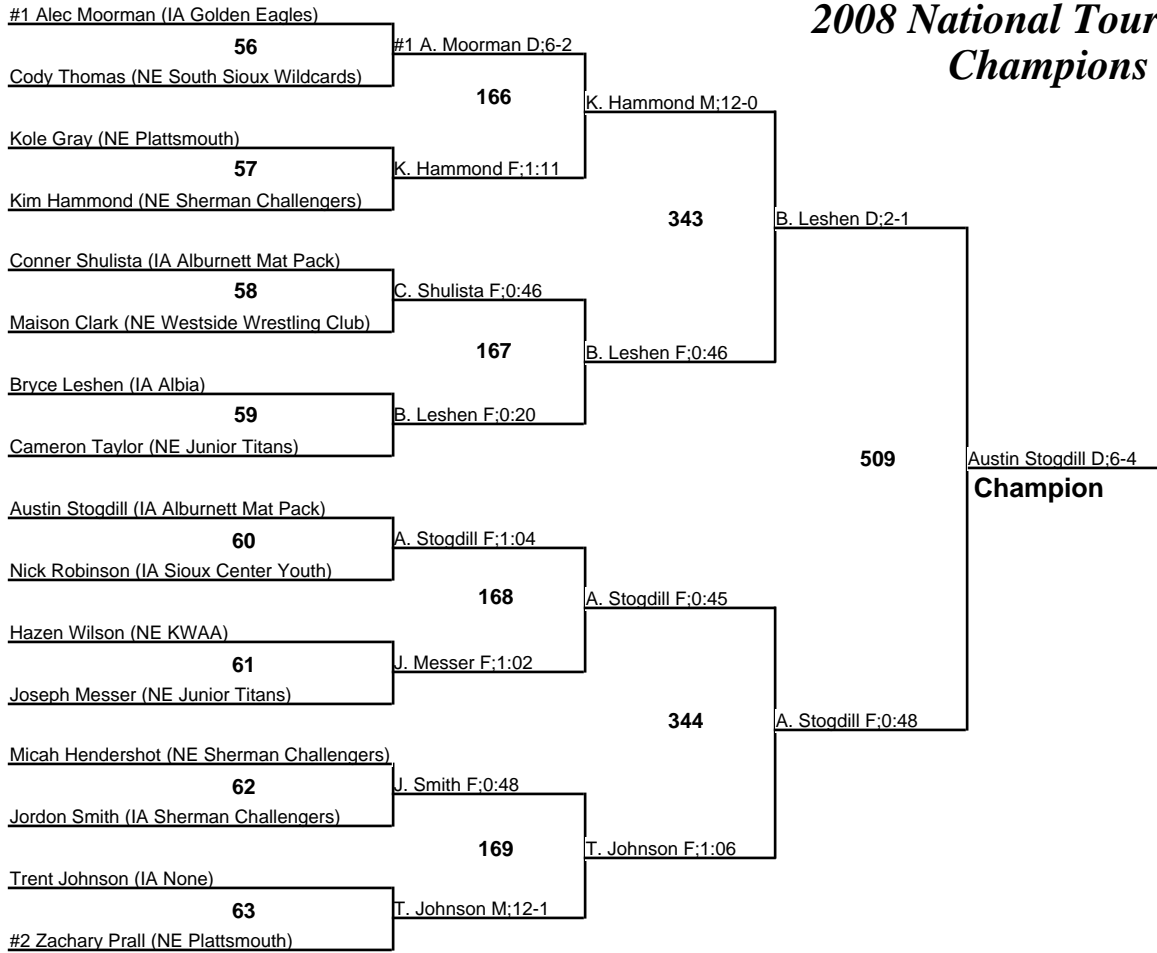 2008 National Tour
Champions
#1 Alec Moorman (IA Golden Eagles)
56
Cody Thomas (NE South Sioux Wildcards)
#1 A. Moorman D;6-2
166
K. Hammond M;12-0
Kole Gray (NE Plattsmouth)
57
Kim Hammond (NE Sherman Challengers)
K. Hammond F;1:11
343
B. Leshen D;2-1
Conner Shulista (IA Alburnett Mat Pack)
58
Maison Clark (NE Westside Wrestling Club)
C. Shulista F;0:46
167
B. Leshen F;0:46
Bryce Leshen (IA Albia)
59
Cameron Taylor (NE Junior Titans)
B. Leshen F;0:20
509
Austin Stogdill D;6-4
Champion
Austin Stogdill (IA Alburnett Mat Pack)
60
Nick Robinson (IA Sioux Center Youth)
A. Stogdill F;1:04
168
A. Stogdill F;0:45
Hazen Wilson (NE KWAA)
61
Joseph Messer (NE Junior Titans)
J. Messer F;1:02
344
A. Stogdill F;0:48
Micah Hendershot (NE Sherman Challengers)
62
Jordon Smith (IA Sherman Challengers)
J. Smith F;0:48
169
T. Johnson F;1:06
Trent Johnson (IA None)
63
#2 Zachary Prall (NE Plattsmouth)
T. Johnson M;12-1